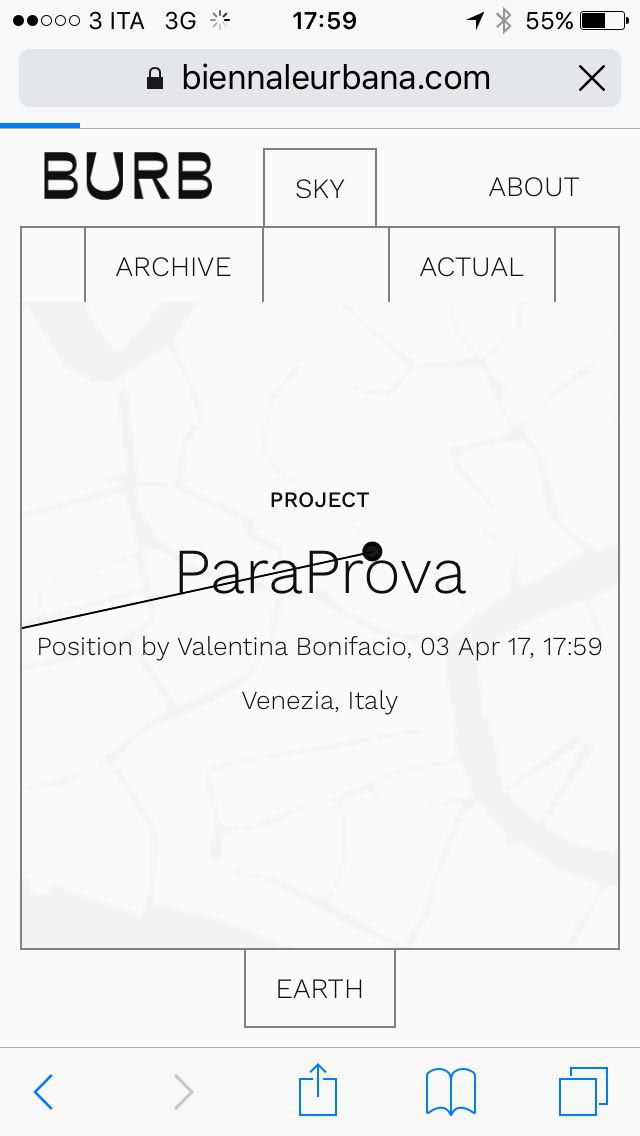 3 ITA 3G 17:59 55%
biennaleurbana.com
BURB SKY ABOUT
ARCHIVE ACTUAL
PROJECT
ParaProva
Position by Valentina Bonifacio, 03 Apr 17, 17:59
Venezia, Italy
EARTH